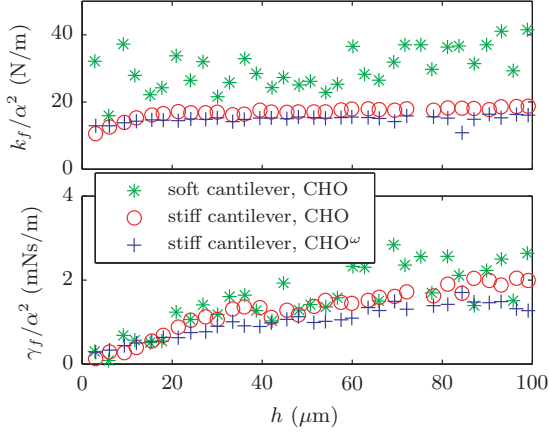 40
20
0
k_f/α² (N/m)
soft cantilever, CHO
stiff cantilever, CHO
stiff cantilever, CHO^ω
4
2
0
γ_f/α² (mNs/m)
0 20 40 60 80 100
h (μm)